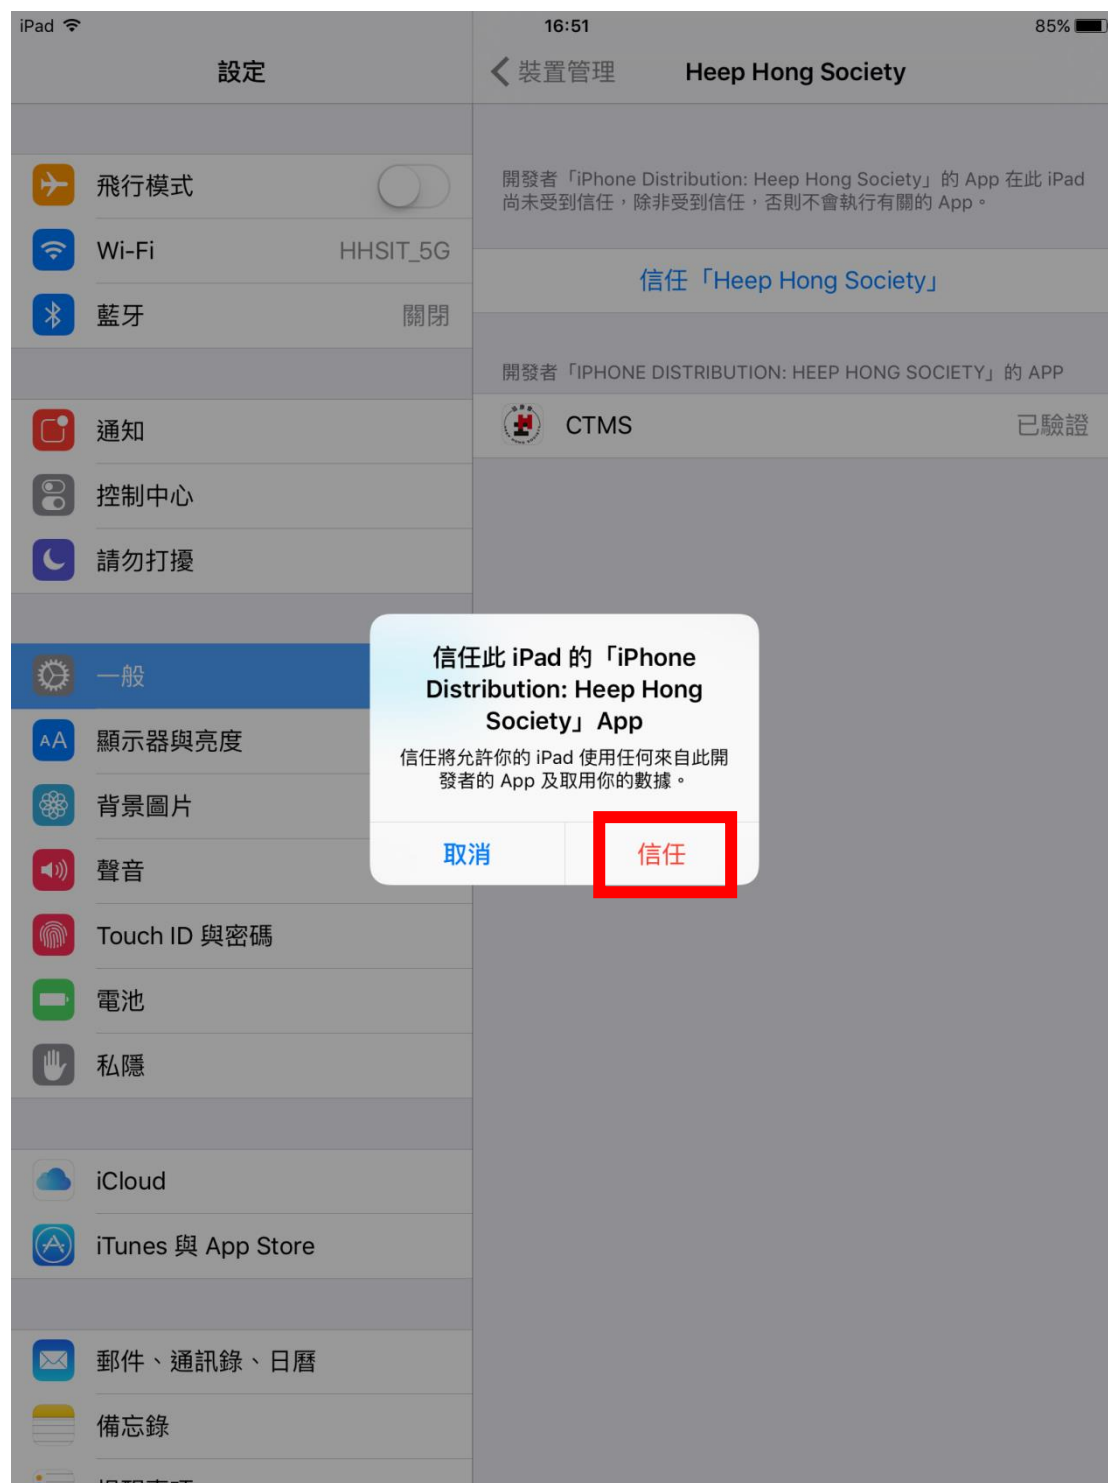 iPad
16:51
85%
設定
裝置管理
Heep Hong Society
飛行模式
Wi-Fi
HHSIT_5G
藍牙
關閉
通知
控制中心
請勿打擾
一般
顯示器與亮度
背景圖片
聲音
Touch ID 與密碼
電池
私隱
iCloud
iTunes 與 App Store
郵件、通訊錄、日曆
備忘錄
開發者「iPhone Distribution: Heep Hong Society」的 App 在此 iPad
尚未受到信任，除非受到信任，否則不會執行有關的 App。
信任「Heep Hong Society」
開發者「IPHONE DISTRIBUTION: HEEP HONG SOCIETY」的 APP
CTMS
已驗證
信任此 iPad 的「iPhone
Distribution: Heep Hong
Society」App
信任將允許你的 iPad 使用任何來自此開
發者的 App 及取用你的數據。
取消
信任